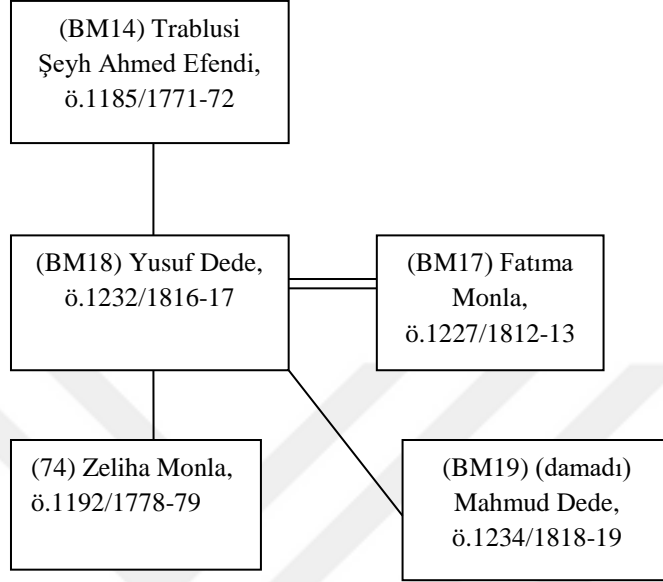 (BM14) Trablusi
Şeyh Ahmed Efendi,
ö.1185/1771-72
(BM18) Yusuf Dede,
ö.1232/1816-17
(BM17) Fatıma
Monla,
ö.1227/1812-13
(74) Zeliha Monla,
ö.1192/1778-79
(BM19) (damadı)
Mahmud Dede,
ö.1234/1818-19